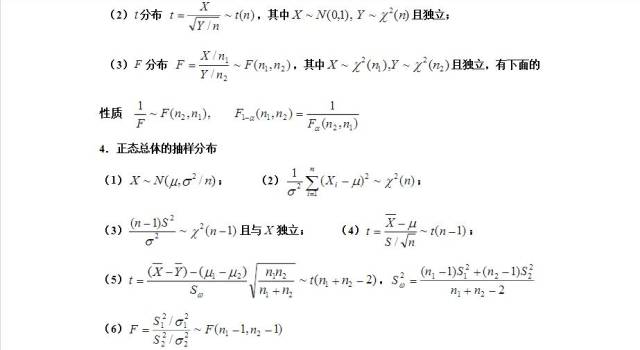 （2）t分布 t = X / √(Y/n) ~ t(n)，其中 X ~ N(0,1), Y ~ χ²(n) 且独立；
（3）F 分布 F = (X/n₁) / (Y/n₂) ~ F(n₁,n₂)，其中 X ~ χ²(n₁),Y ~ χ²(n₂) 且独立，有下面的
性质 1/F ~ F(n₂,n₁), F₁₋α(n₁,n₂) = 1 / Fα(n₂,n₁)
4．正态总体的抽样分布
（1）X ~ N(μ,σ²/n)； （2）1/σ² ∑ᵢ₌₁ⁿ (Xᵢ − μ)² ~ χ²(n)；
（3）(n−1)S² / σ² ~ χ²(n−1) 且与 X 独立； （4）t = (X̅ − μ) / (S/√n) ~ t(n−1)；
（5）t = ((X̅ − Y̅) − (μ₁ − μ₂)) / S_ω √(n₁n₂ / (n₁+n₂)) ~ t(n₁+n₂−2)，S_ω² = ((n₁−1)S₁² + (n₂−1)S₂²) / (n₁+n₂−2)
（6）F = (S₁²/σ₁²) / (S₂²/σ₂²) ~ F(n₁−1,n₂−1)